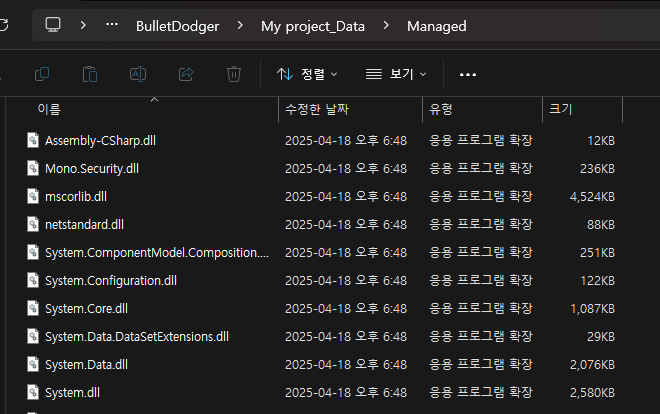 BulletDodger > My project_Data > Managed
정렬 보기
이름 수정한 날짜 유형 크기
Assembly-CSharp.dll 2025-04-18 오후 6:48 응용 프로그램 확장 12KB
Mono.Security.dll 2025-04-18 오후 6:48 응용 프로그램 확장 236KB
mscorlib.dll 2025-04-18 오후 6:48 응용 프로그램 확장 4,524KB
netstandard.dll 2025-04-18 오후 6:48 응용 프로그램 확장 88KB
System.ComponentModel.Composition.... 2025-04-18 오후 6:48 응용 프로그램 확장 251KB
System.Configuration.dll 2025-04-18 오후 6:48 응용 프로그램 확장 122KB
System.Core.dll 2025-04-18 오후 6:48 응용 프로그램 확장 1,087KB
System.Data.DataSetExtensions.dll 2025-04-18 오후 6:48 응용 프로그램 확장 29KB
System.Data.dll 2025-04-18 오후 6:48 응용 프로그램 확장 2,076KB
System.dll 2025-04-18 오후 6:48 응용 프로그램 확장 2,580KB